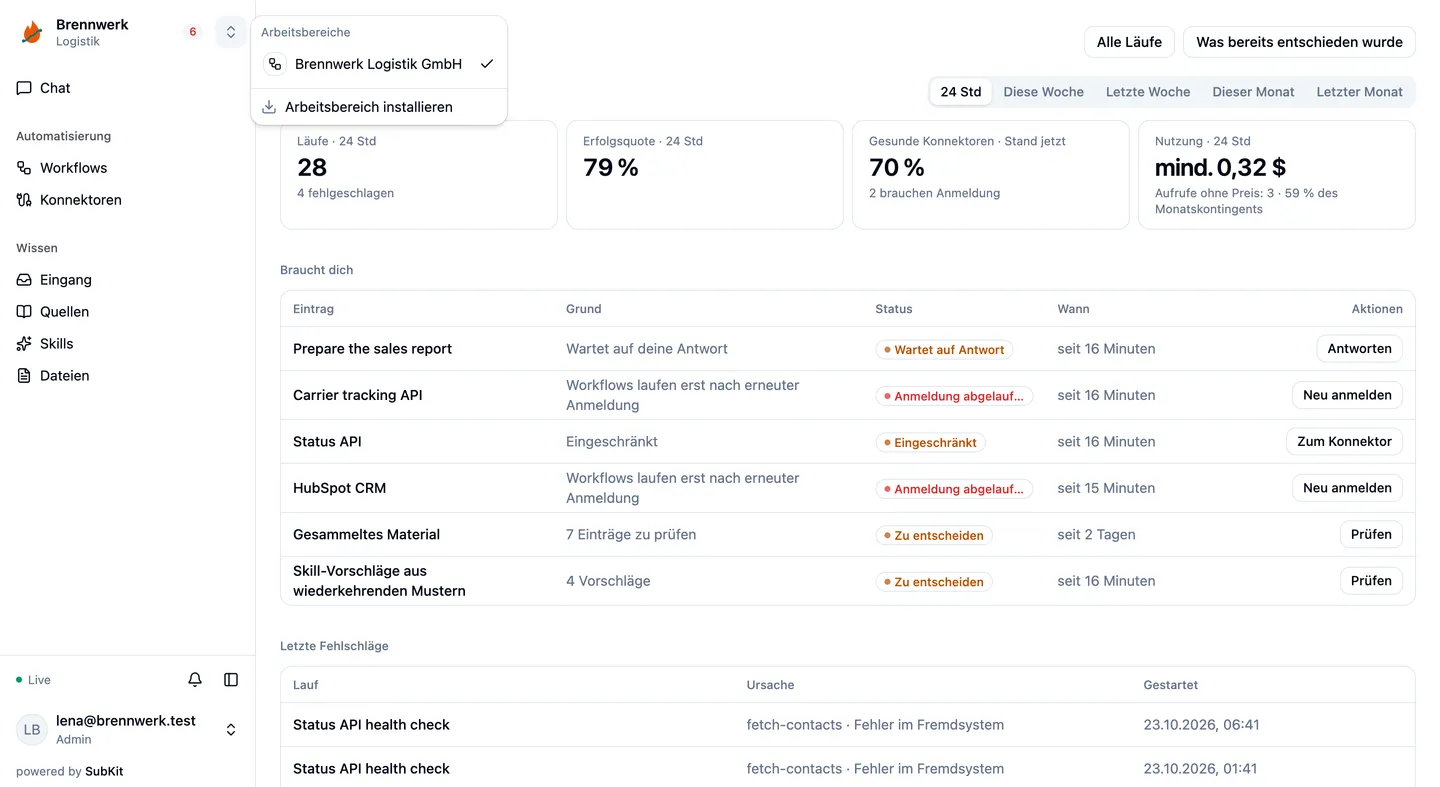 Brennwerk
Logistik
6
Chat
Automatisierung
Workflows
Konnektoren
Wissen
Eingang
Quellen
Skills
Dateien
Live
LB
lena@brennwerk.test
Admin
powered by SubKit
Arbeitsbereiche
Brennwerk Logistik GmbH
Arbeitsbereich installieren
Alle Läufe
Was bereits entschieden wurde
24 Std
Diese Woche
Letzte Woche
Dieser Monat
Letzter Monat
Läufe · 24 Std
28
4 fehlgeschlagen
Erfolgsquote · 24 Std
79 %
Gesunde Konnektoren · Stand jetzt
70 %
2 brauchen Anmeldung
Nutzung · 24 Std
mind. 0,32 $
Aufrufe ohne Preis: 3 · 59 % des
Monatskontingents
Braucht dich
Eintrag Grund Status Wann Aktionen
Prepare the sales report Wartet auf deine Antwort Wartet auf Antwort seit 16 Minuten Antworten
Carrier tracking API Workflows laufen erst nach erneuter
Anmeldung Anmeldung abgelauf... seit 16 Minuten Neu anmelden
Status API Eingeschränkt Eingeschränkt seit 16 Minuten Zum Konnektor
HubSpot CRM Workflows laufen erst nach erneuter
Anmeldung Anmeldung abgelauf... seit 15 Minuten Neu anmelden
Gesammeltes Material 7 Einträge zu prüfen Zu entscheiden seit 2 Tagen Prüfen
Skill-Vorschläge aus
wiederkehrenden Mustern 4 Vorschläge Zu entscheiden seit 16 Minuten Prüfen
Letzte Fehlschläge
Lauf Ursache Gestartet
Status API health check fetch-contacts · Fehler im Fremdsystem 23.10.2026, 06:41
Status API health check fetch-contacts · Fehler im Fremdsystem 23.10.2026, 01:41